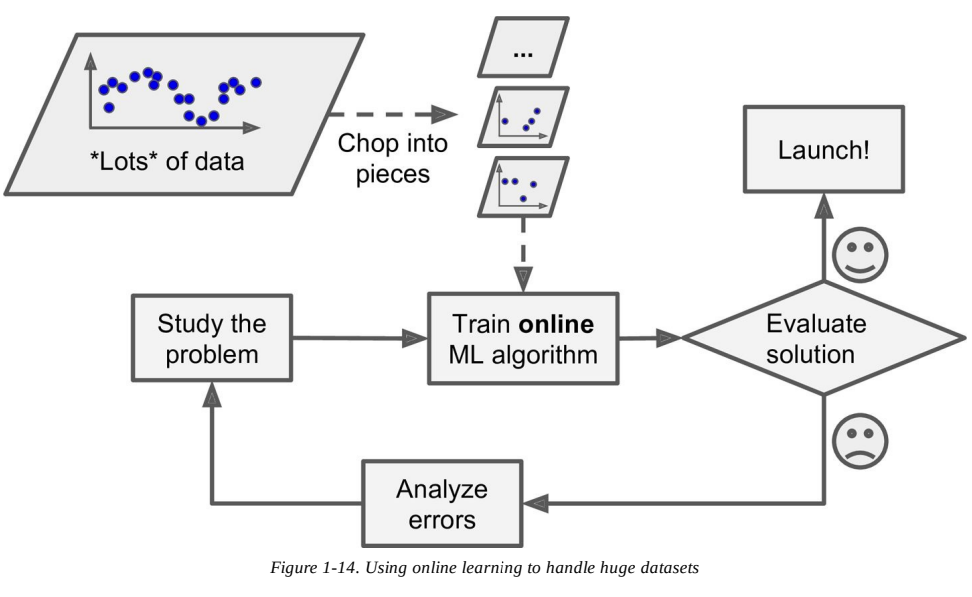 ...
*Lots* of data
Chop into
pieces
Launch!
Study the
problem
Train online
ML algorithm
Evaluate
solution
Analyze
errors
Figure 1-14. Using online learning to handle huge datasets